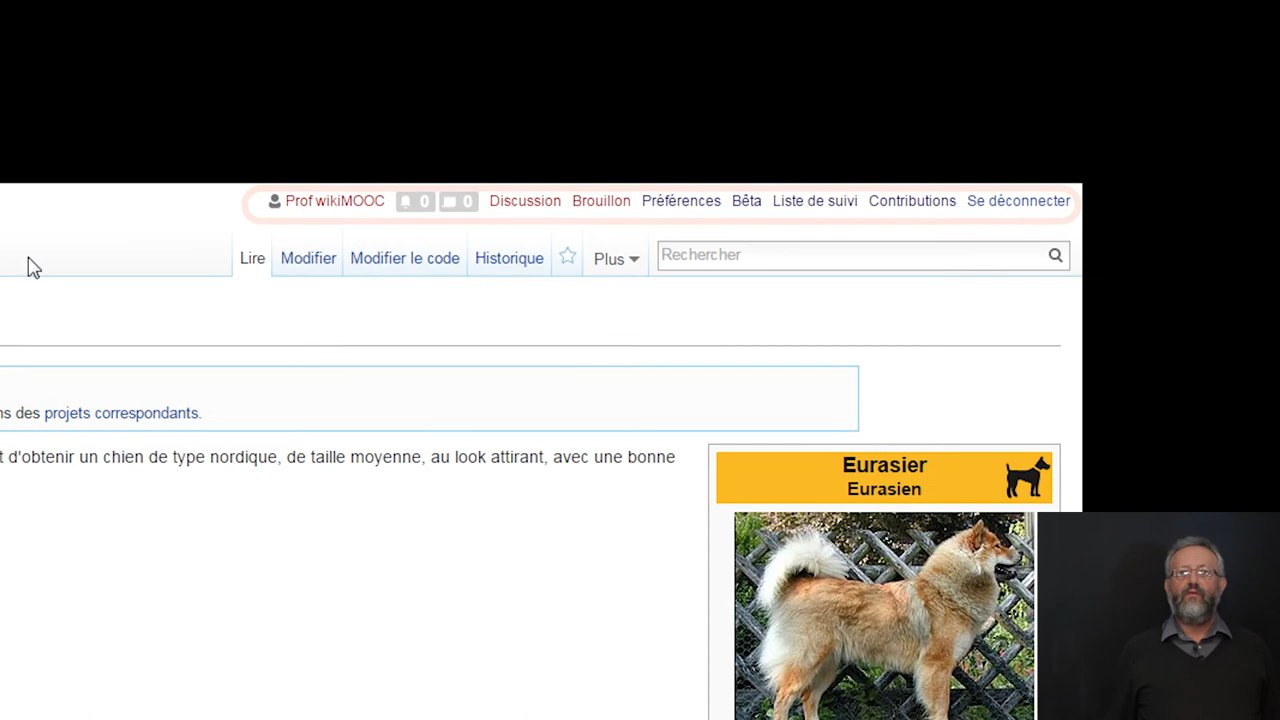 Prof wikiMOOC 0 0 Discussion Brouillon Préférences Bêta Liste de suivi Contributions Se déconnecter
Lire Modifier Modifier le code Historique Plus Rechercher
ns des projets correspondants.
t d'obtenir un chien de type nordique, de taille moyenne, au look attirant, avec une bonne
Eurasier
Eurasien